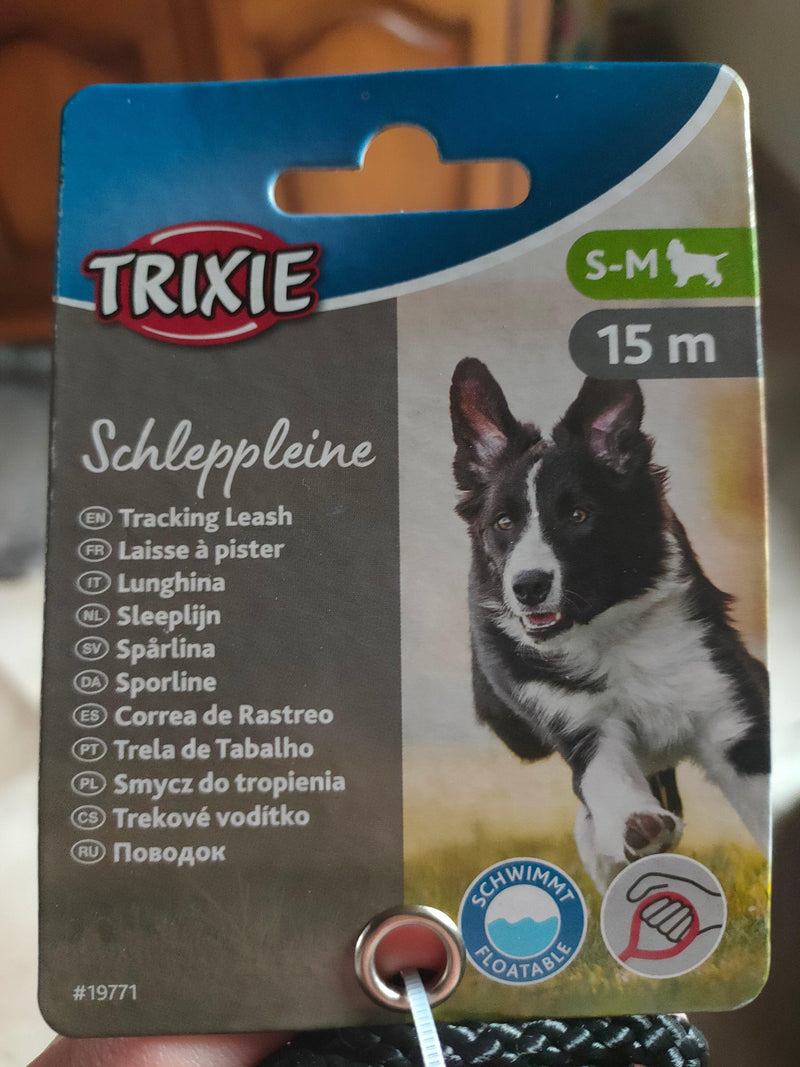 TRIXIE
S-M
15 m
Schleppleine
EN Tracking Leash
FR Laisse à pister
IT Lunghina
NL Sleeplijn
SV Spårlina
DA Sporline
ES Correa de Rastreo
PT Trela de Tabalho
PL Smycz do tropienia
CS Trekové vodítko
RU Поводок
SCHWIMMT
FLOATABLE
#19771